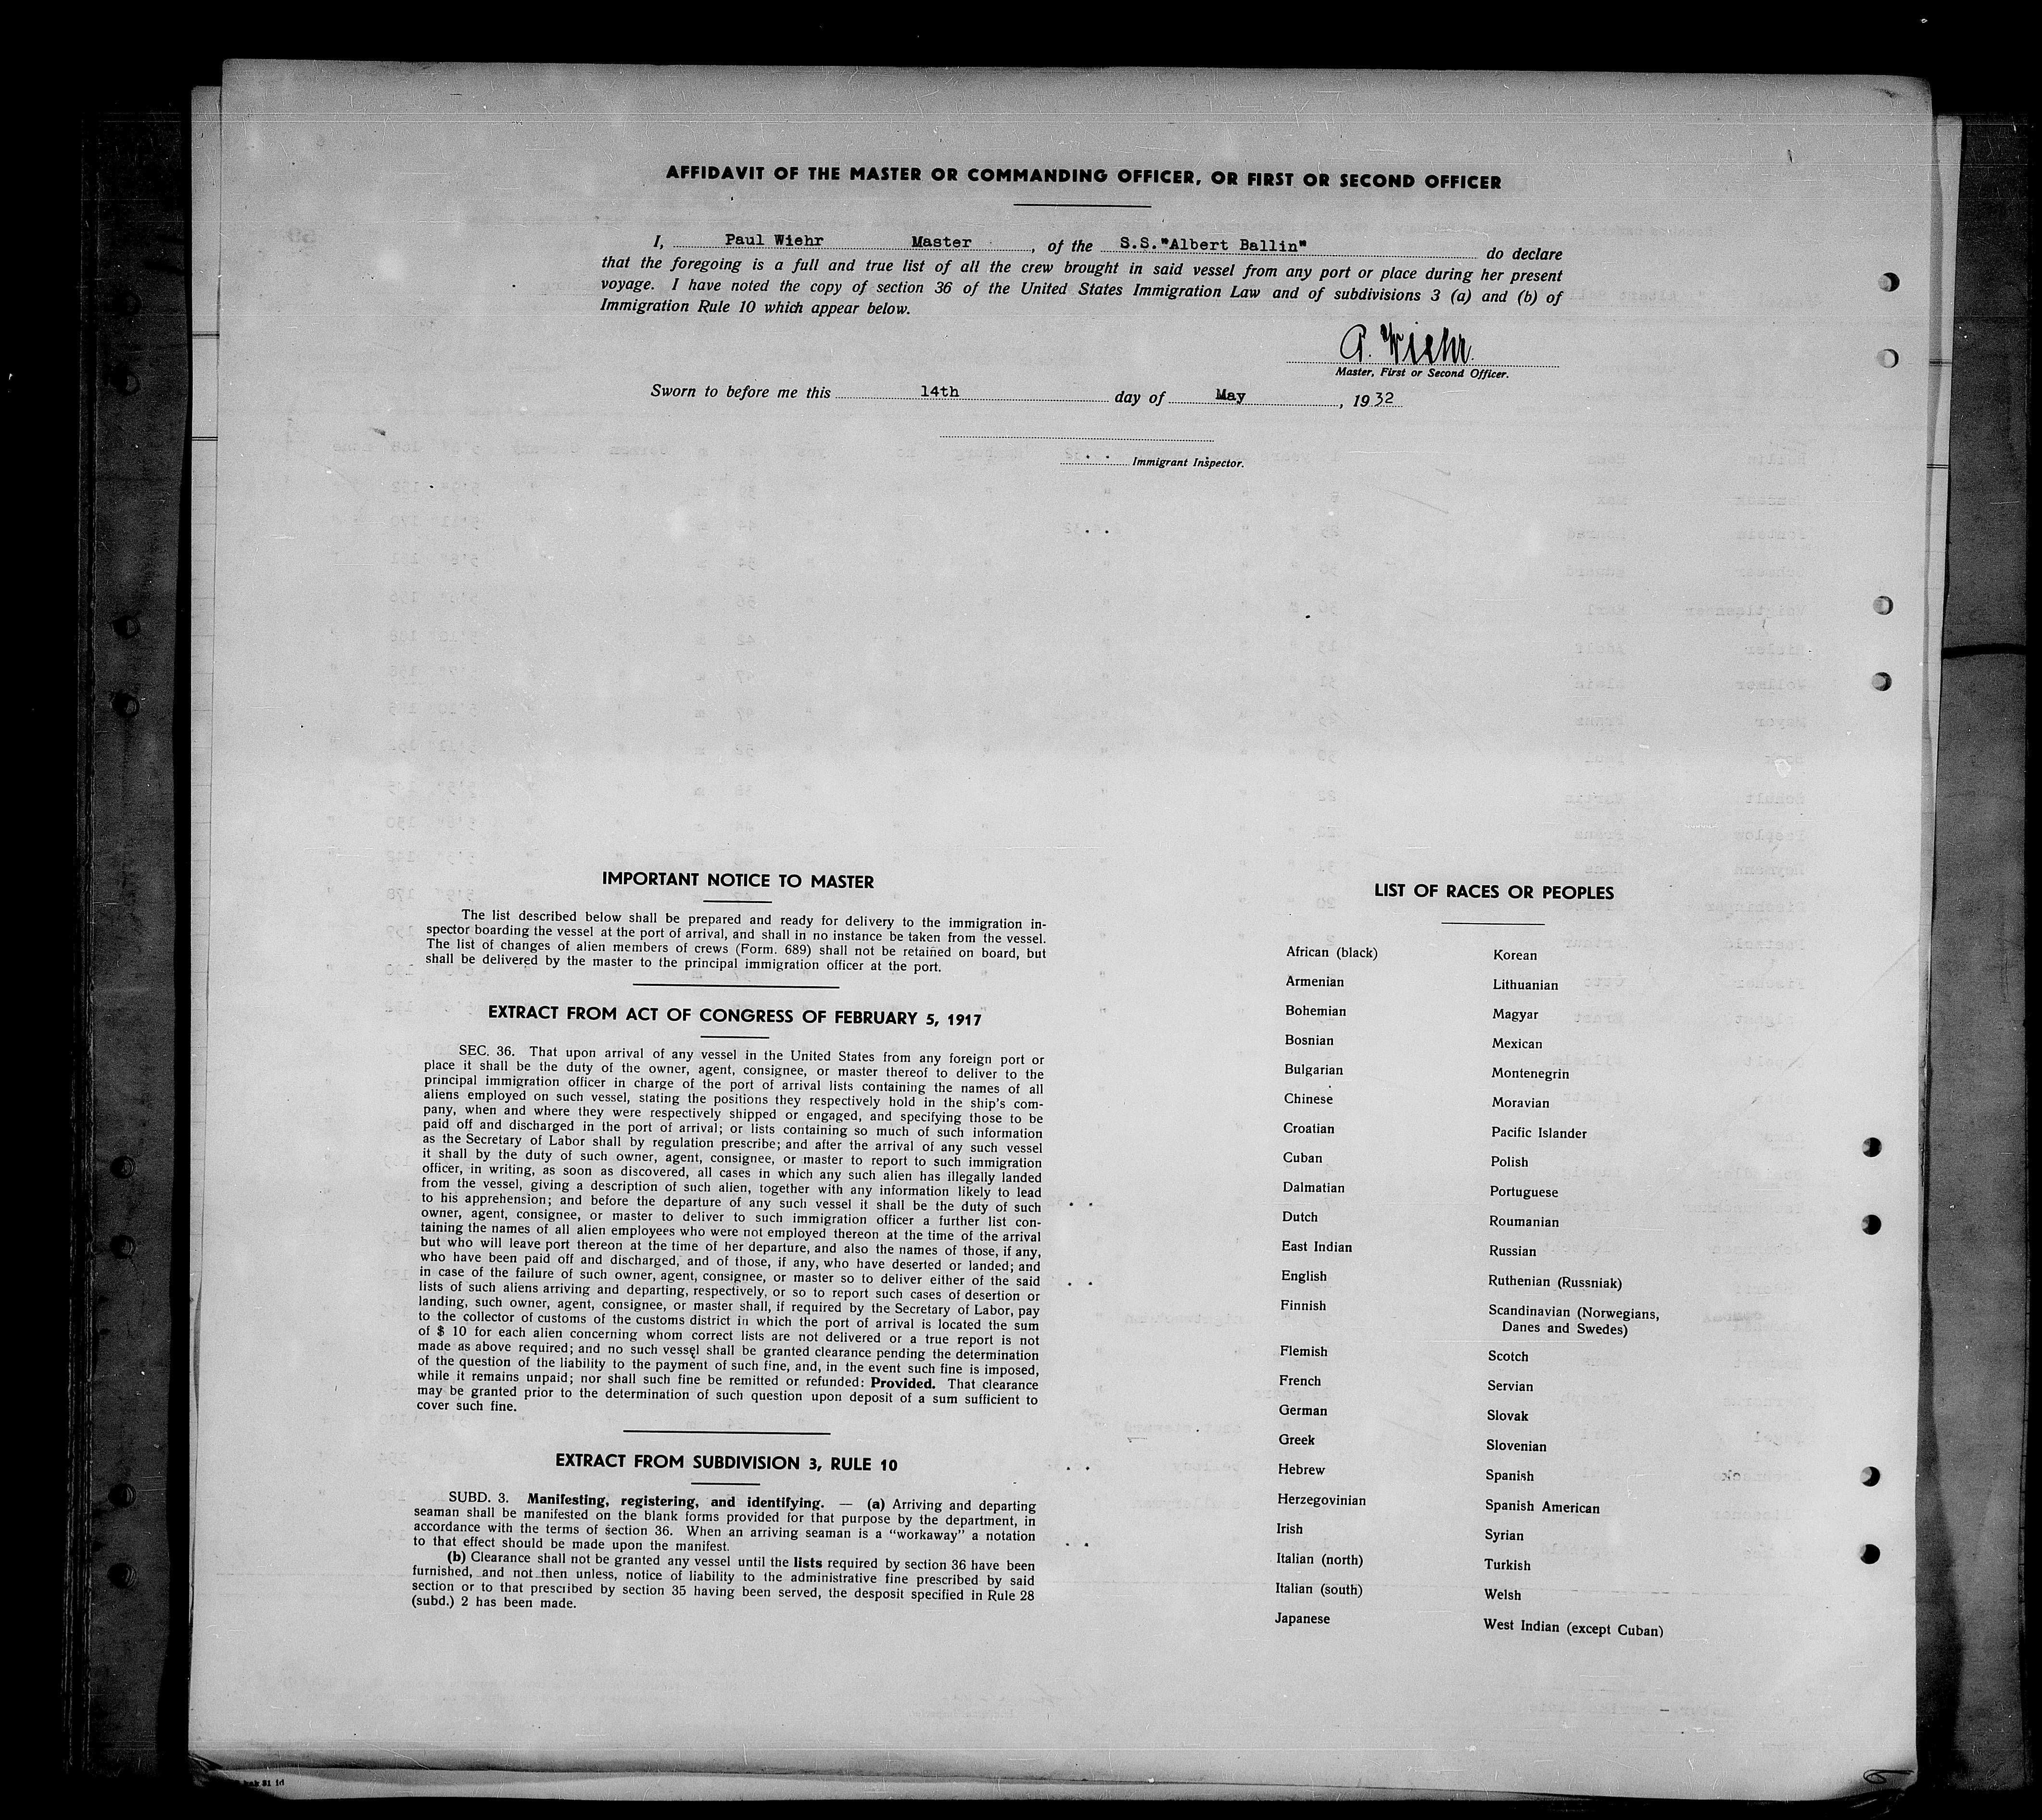 AFFIDAVIT OF THE MASTER OR COMMANDING OFFICER, OR FIRST OR SECOND OFFICER
I, Paul Wiehr Master, of the S.S."Albert Ballin" do declare
that the foregoing is a full and true list of all the crew brought in said vessel from any port or place during her present
voyage. I have noted the copy of section 36 of the United States Immigration Law and of subdivisions 3 (a) and (b) of
Immigration Rule 10 which appear below.
P. Wiehr.
Master, First or Second Officer.
Sworn to before me this 14th day of May, 1932
Immigrant Inspector.
IMPORTANT NOTICE TO MASTER
The list described below shall be prepared and ready for delivery to the immigration in-
spector boarding the vessel at the port of arrival, and shall in no instance be taken from the vessel.
The list of changes of alien members of crews (Form. 689) shall not be retained on board, but
shall be delivered by the master to the principal immigration officer at the port.
EXTRACT FROM ACT OF CONGRESS OF FEBRUARY 5, 1917
SEC. 36. That upon arrival of any vessel in the United States from any foreign port or
place it shall be the duty of the owner, agent, consignee, or master thereof to deliver to the
principal immigration officer in charge of the port of arrival lists containing the names of all
aliens employed on such vessel, stating the positions they respectively hold in the ship's com-
pany, when and where they were respectively shipped or engaged, and specifying those to be
paid off and discharged in the port of arrival; or lists containing so much of such information
as the Secretary of Labor shall by regulation prescribe; and after the arrival of any such vessel
it shall by the duty of such owner, agent, consignee, or master to report to such immigration
officer, in writing, as soon as discovered, all cases in which any such alien has illegally landed
from the vessel, giving a description of such alien, together with any information likely to lead
to his apprehension; and before the departure of any such vessel it shall be the duty of such
owner, agent, consignee, or master to deliver to such immigration officer a further list con-
taining the names of all alien employees who were not employed thereon at the time of the arrival
but who will leave port thereon at the time of her departure, and also the names of those, if any,
who have been paid off and discharged, and of those, if any, who have deserted or landed; and
in case of the failure of such owner, agent, consignee, or master so to deliver either of the said
lists of such aliens arriving and departing, respectively, or so to report such cases of desertion or
landing, such owner, agent, consignee, or master shall, if required by the Secretary of Labor, pay
to the collector of customs of the customs district in which the port of arrival is located the sum
of $ 10 for each alien concerning whom correct lists are not delivered or a true report is not
made as above required; and no such vessel shall be granted clearance pending the determination
of the question of the liability to the payment of such fine, and, in the event such fine is imposed,
while it remains unpaid; nor shall such fine be remitted or refunded: Provided. That clearance
may be granted prior to the determination of such question upon deposit of a sum sufficient to
cover such fine.
EXTRACT FROM SUBDIVISION 3, RULE 10
SUBD. 3. Manifesting, registering, and identifying. — (a) Arriving and departing
seaman shall be manifested on the blank forms provided for that purpose by the department, in
accordance with the terms of section 36. When an arriving seaman is a "workaway" a notation
to that effect should be made upon the manifest.
(b) Clearance shall not be granted any vessel until the lists required by section 36 have been
furnished, and not then unless, notice of liability to the administrative fine prescribed by said
section or to that prescribed by section 35 having been served, the desposit specified in Rule 28
(subd.) 2 has been made.
LIST OF RACES OR PEOPLES
African (black)
Armenian
Bohemian
Bosnian
Bulgarian
Chinese
Croatian
Cuban
Dalmatian
Dutch
East Indian
English
Finnish
Flemish
French
German
Greek
Hebrew
Herzegovinian
Irish
Italian (north)
Italian (south)
Japanese
Korean
Lithuanian
Magyar
Mexican
Montenegrin
Moravian
Pacific Islander
Polish
Portuguese
Roumanian
Russian
Ruthenian (Russniak)
Scandinavian (Norwegians,
Danes and Swedes)
Scotch
Servian
Slovak
Slovenian
Spanish
Spanish American
Syrian
Turkish
Welsh
West Indian (except Cuban)